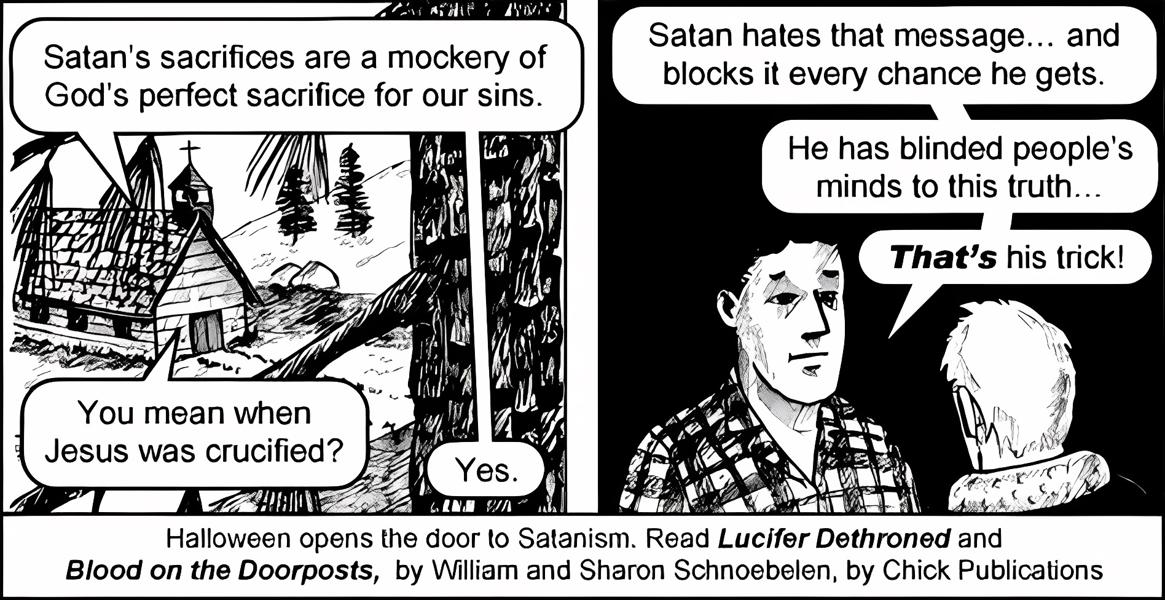 Satan's sacrifices are a mockery of
God's perfect sacrifice for our sins.
You mean when
Jesus was crucified?
Yes.
Satan hates that message... and
blocks it every chance he gets.
He has blinded people's
minds to this truth...
That's his trick!
Halloween opens the door to Satanism. Read Lucifer Dethroned and
Blood on the Doorposts, by William and Sharon Schnoebelen, by Chick Publications